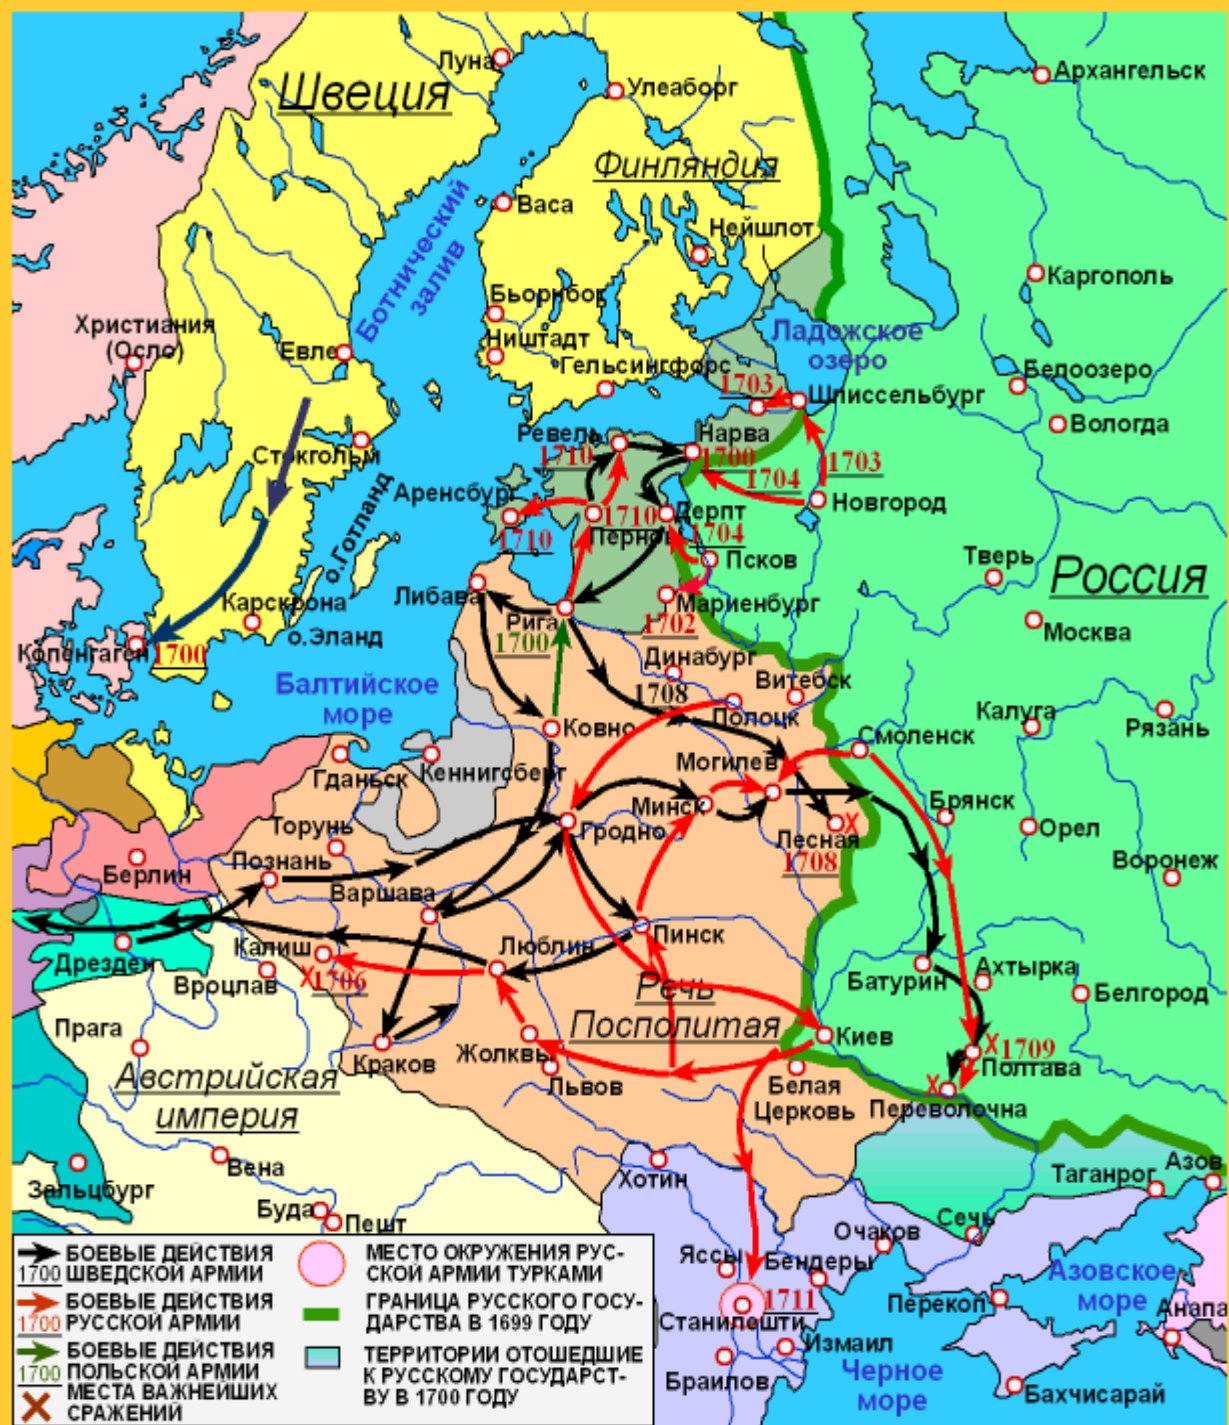 Луна
Швеция
Улеаборг
Архангельск
Финляндия
Васа
Нейшлот
Ботнический
залив
Каргополь
Бьорнборг
Христиания
(Осло)
Евле
Ништадт
Ладожское
озеро
Гельсингфорс
1703
Шлиссельбург
Белоозеро
Вологда
Стокгольм
Ревель
1710
Нарва
1700
1704
1703
Новгород
Аренсбург
1710
Пернов
1710
Дерпт
1704
Псков
Тверь
Россия
о.Готланд
Либава
Карскрона
о.Эланд
Рига
1700
Мариенбург
1702
Москва
Копенгаген
1700
Динабург
1708
Витебск
Балтийское
море
Полоцк
Калуга
Рязань
Ковно
Смоленск
Гданьск
Кеннигсберг
Могилев
Минск
Брянск
Торунь
Гродно
Лесная
1708
Орел
Воронеж
Берлин
Познань
Варшава
Дрезден
Калиш
1706
Люблин
Пинск
Вроцлав
Батурин
Ахтырка
Белгород
Речь
Посполитая
Прага
Краков
Жолквы
Львов
Киев
1709
Полтава
Белая
Церковь
Переволочна
Австрийская
империя
Вена
Зальцбург
Хотин
Таганрог
Азов
Буда
Пешт
Очаков
Сечь
Яссы
Бендеры
Азовское
море
Перекоп
Анапа
1711
Станилешти
Измаил
Браилов
Черное
море
Бахчисарай
БОЕВЫЕ ДЕЙСТВИЯ
1700 ШВЕДСКОЙ АРМИИ
БОЕВЫЕ ДЕЙСТВИЯ
1700 РУССКОЙ АРМИИ
БОЕВЫЕ ДЕЙСТВИЯ
1700 ПОЛЬСКОЙ АРМИИ
МЕСТА ВАЖНЕЙШИХ
СРАЖЕНИЙ
МЕСТО ОКРУЖЕНИЯ РУС-
СКОЙ АРМИИ ТУРКАМИ
ГРАНИЦА РУССКОГО ГОСУ-
ДАРСТВА В 1699 ГОДУ
ТЕРРИТОРИИ ОТОШЕДШИЕ
К РУССКОМУ ГОСУДАРСТ-
ВУ В 1700 ГОДУ